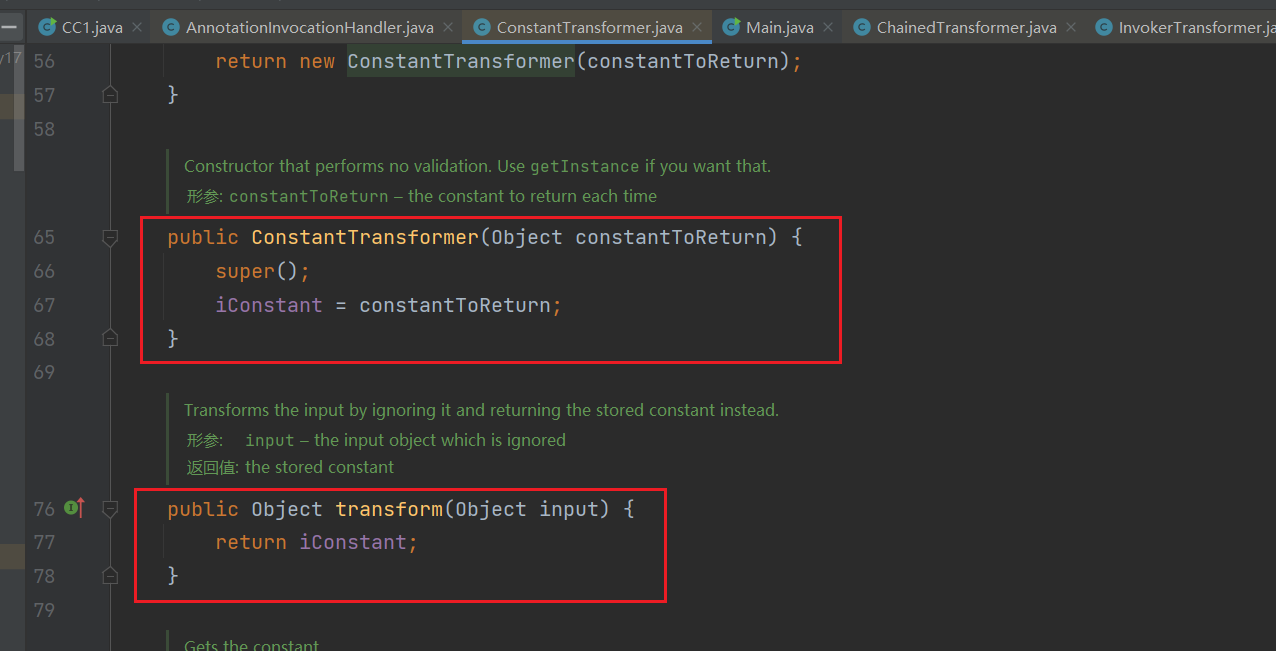 CC1.java AnnotationInvocationHandler.java ConstantTransformer.java Main.java ChainedTransformer.java InvokerTransformer.ja
56 return new ConstantTransformer(constantToReturn);
57 }
58
Constructor that performs no validation. Use getInstance if you want that.
形参: constantToReturn – the constant to return each time
65 public ConstantTransformer(Object constantToReturn) {
66 super();
67 iConstant = constantToReturn;
68 }
69
Transforms the input by ignoring it and returning the stored constant instead.
形参: input – the input object which is ignored
返回值: the stored constant
76 public Object transform(Object input) {
77 return iConstant;
78 }
79
Gets the constant